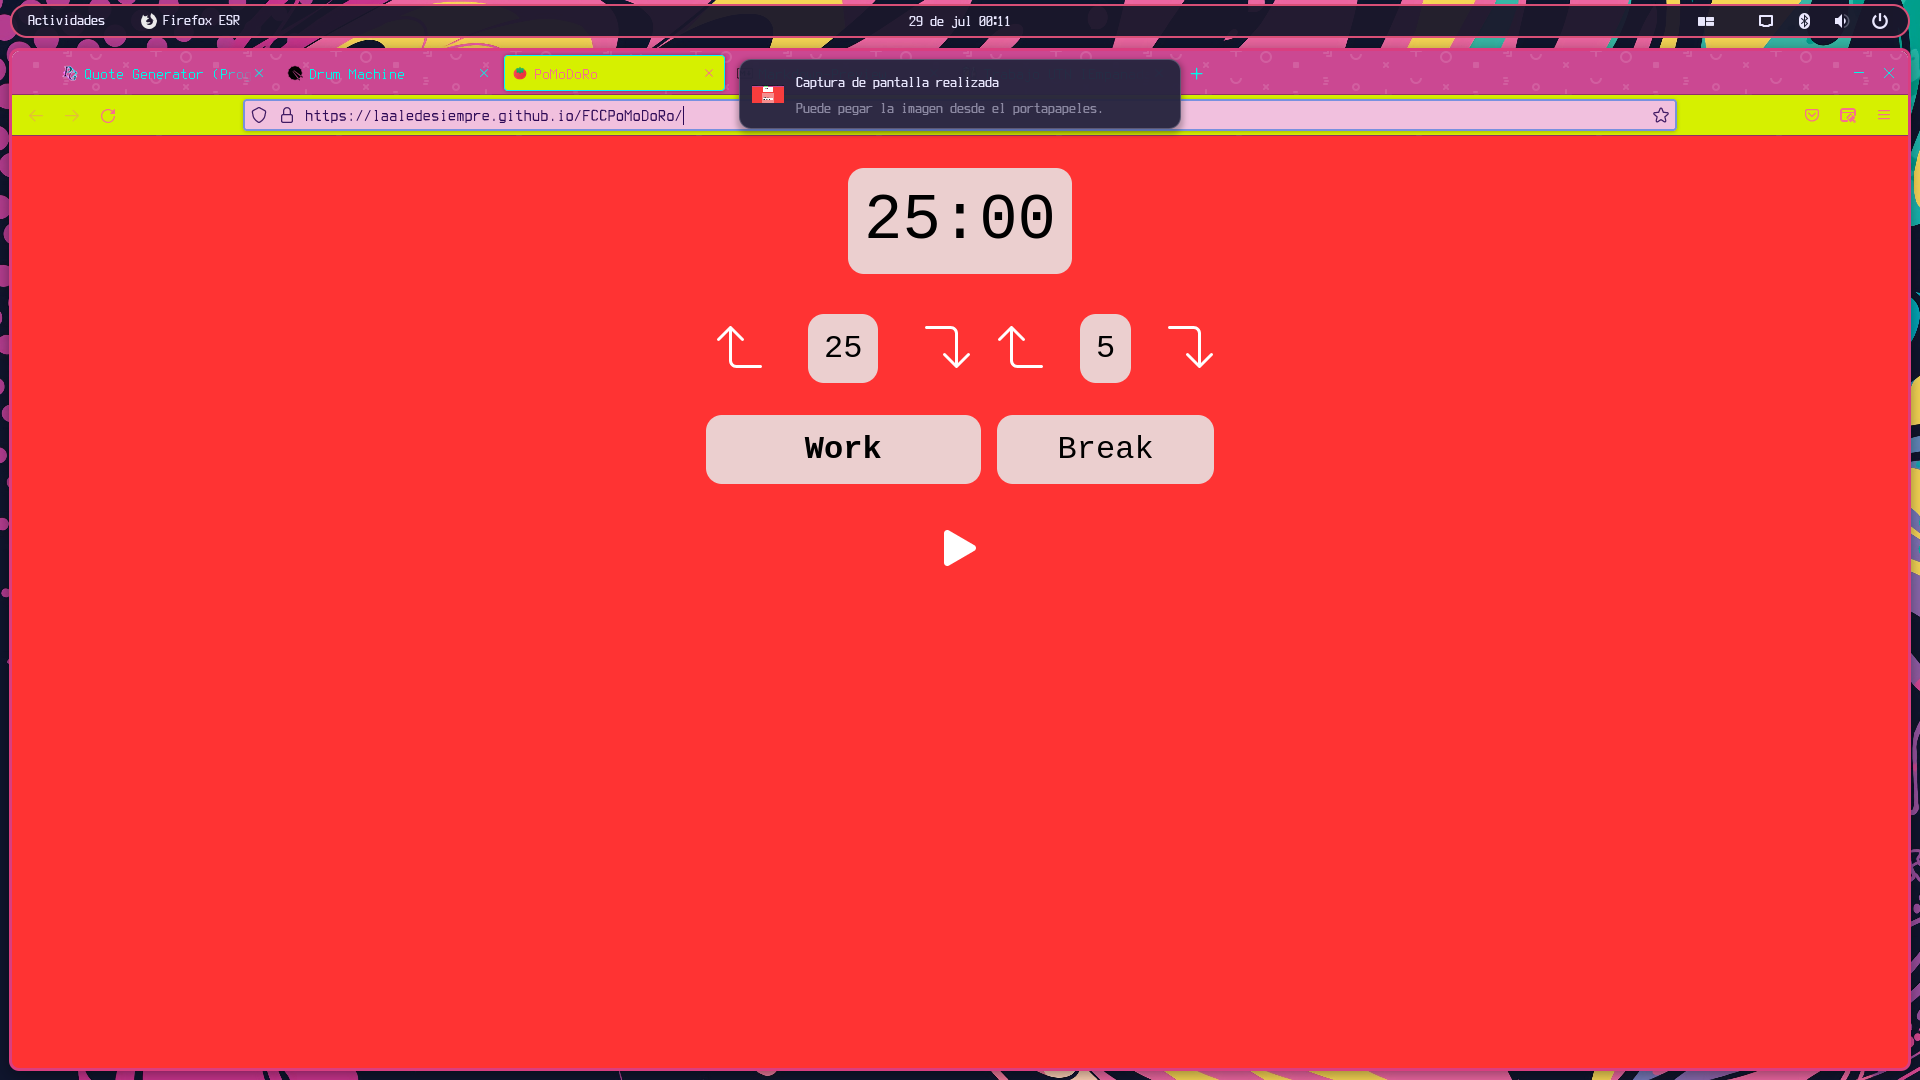 Actividades
Firefox ESR
29 de jul 00:11
Quote Generator (Pro
Drum Machine
PoMoDoRo
Captura de pantalla realizada
Puede pegar la imagen desde el portapapeles.
https://laaledesiempre.github.io/FCCPoMoDoRo/
25:00
25
5
Work
Break